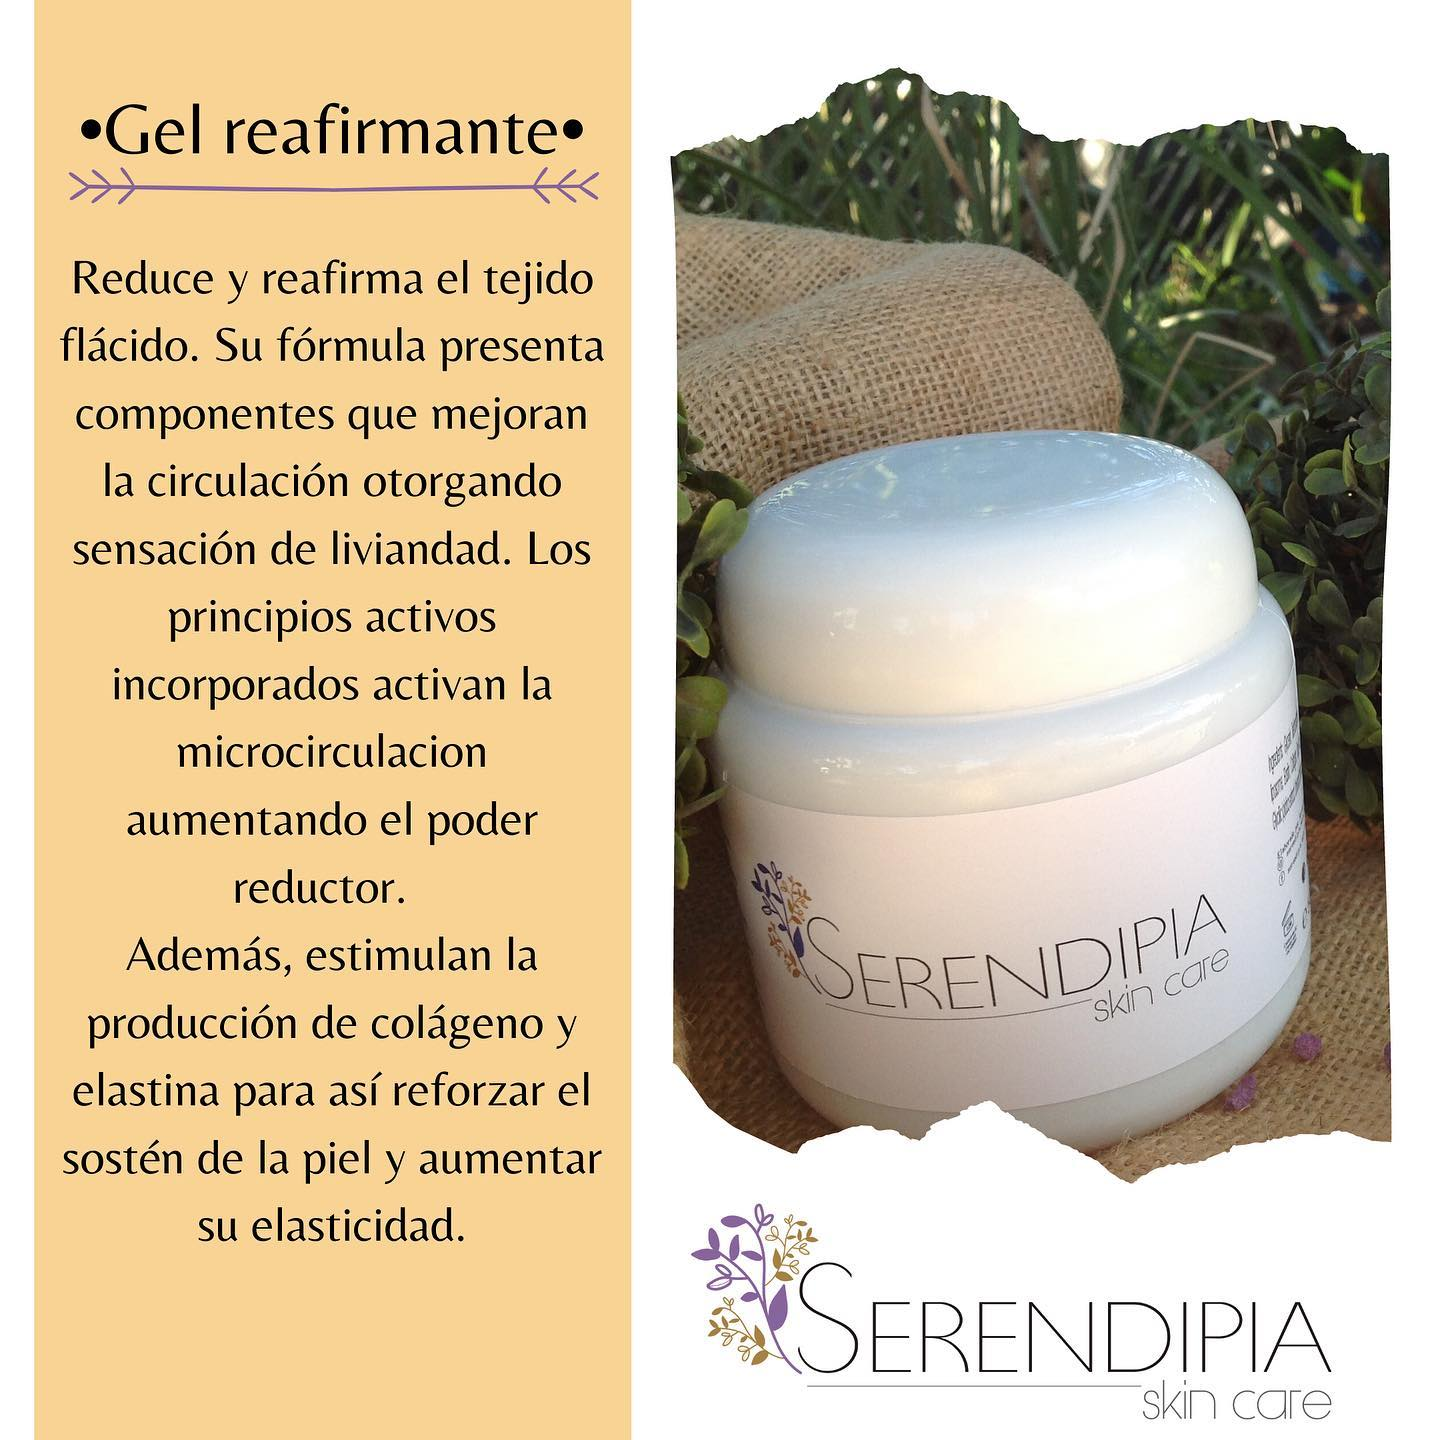 •Gel reafirmante•
Reduce y reafirma el tejido
flácido. Su fórmula presenta
componentes que mejoran
la circulación otorgando
sensación de liviandad. Los
principios activos
incorporados activan la
microcirculacion
aumentando el poder
reductor.
Además, estimulan la
producción de colágeno y
elastina para así reforzar el
sostén de la piel y aumentar
su elasticidad.
SERENDIPIA
skin care
SERENDIPIA
skin care